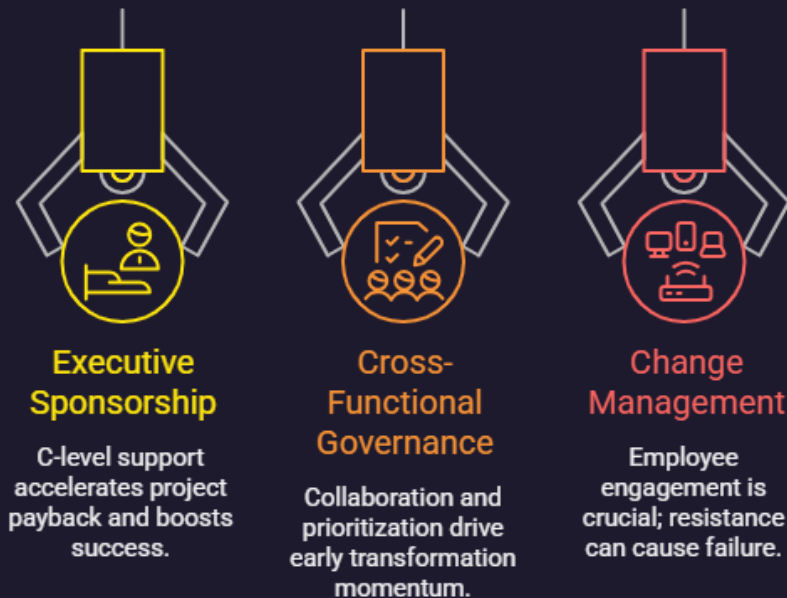 Executive
Sponsorship
C-level support
accelerates project
payback and boosts
success.
Cross-
Functional
Governance
Collaboration and
prioritization drive
early transformation
momentum.
Change
Management
Employee
engagement is
crucial; resistance
can cause failure.